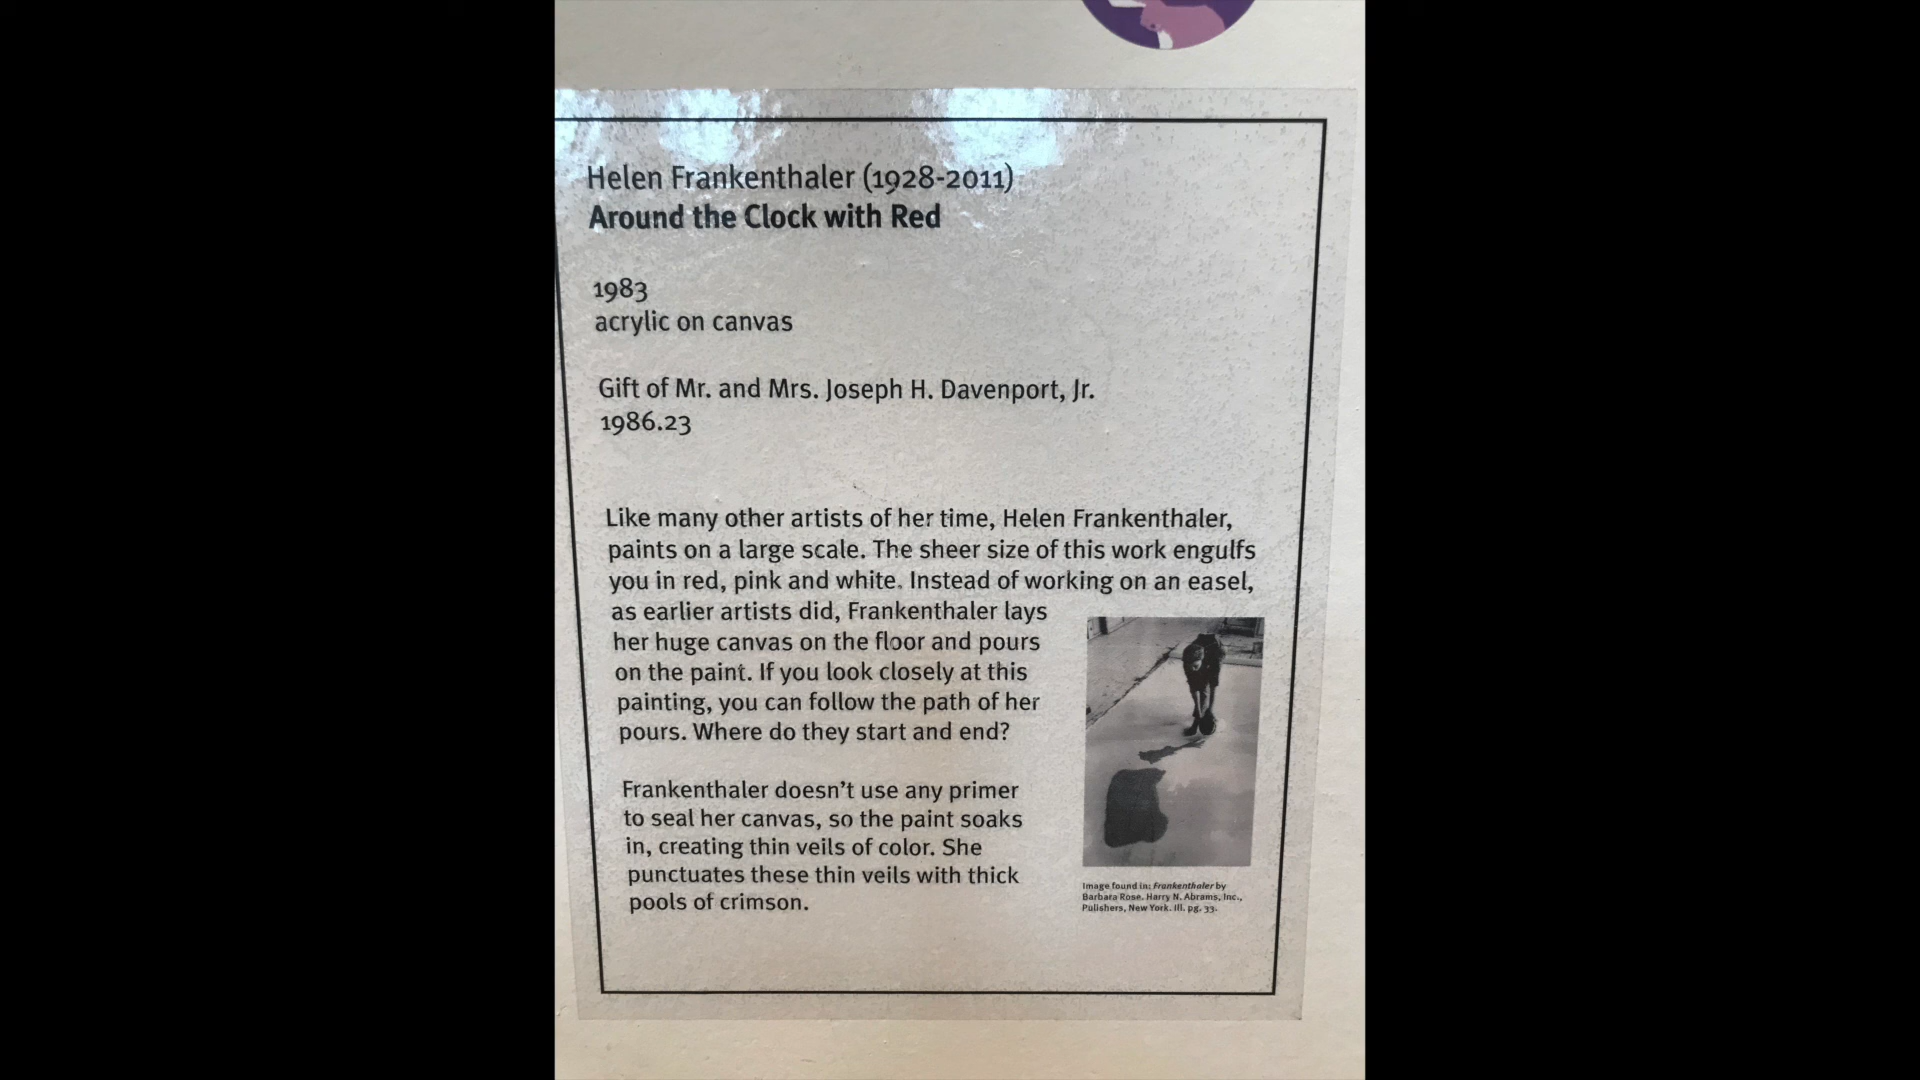 Helen Frankenthaler (1928-2011)
Around the Clock with Red
1983
acrylic on canvas
Gift of Mr. and Mrs. Joseph H. Davenport, Jr.
1986.23
Like many other artists of her time, Helen Frankenthaler,
paints on a large scale. The sheer size of this work engulfs
you in red, pink and white. Instead of working on an easel,
as earlier artists did, Frankenthaler lays
her huge canvas on the floor and pours
on the paint. If you look closely at this
painting, you can follow the path of her
pours. Where do they start and end?
Frankenthaler doesn't use any primer
to seal her canvas, so the paint soaks
in, creating thin veils of color. She
punctuates these thin veils with thick
pools of crimson.
Image found in: Frankenthaler by
Barbara Rose. Harry N. Abrams, Inc.,
Pulishers, New York. Ill. pg. 33.